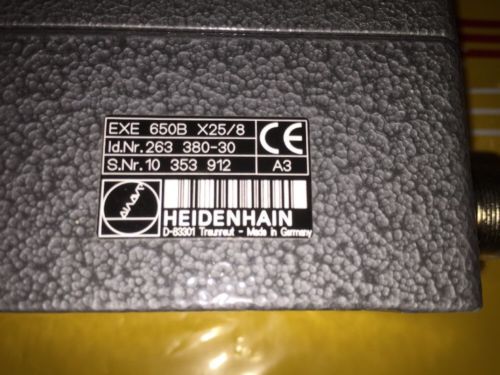 EXE 650B X25/8
CE
Id.Nr. 263 380-30
S.Nr. 10 353 912
A3
HEIDENHAIN
D-83301 Traunreut - Made in Germany